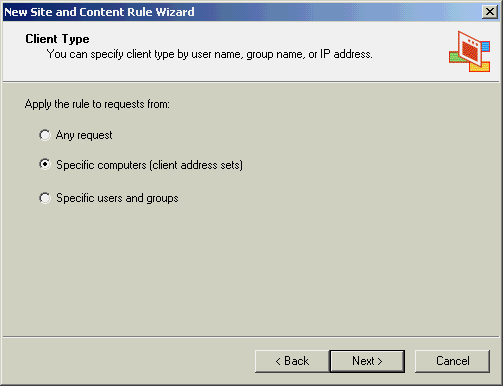 New Site and Content Rule Wizard
Client Type
You can specify client type by user name, group name, or IP address.
Apply the rule to requests from:
Any request
Specific computers (client address sets)
Specific users and groups
< Back
Next >
Cancel